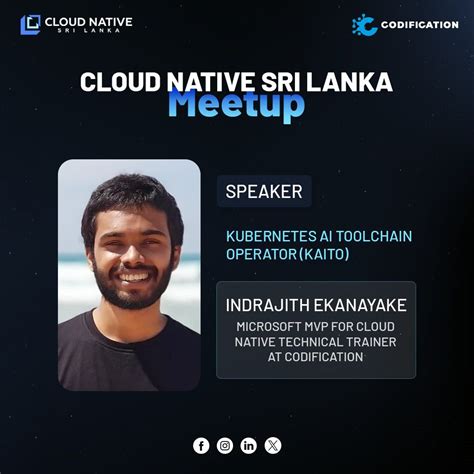 CLOUD NATIVE
SRI LANKA
CODIFICATION
CLOUD NATIVE SRI LANKA
Meetup
SPEAKER
KUBERNETES AI TOOLCHAIN
OPERATOR (KAITO)
INDRAJITH EKANAYAKE
MICROSOFT MVP FOR CLOUD
NATIVE TECHNICAL TRAINER
AT CODIFICATION